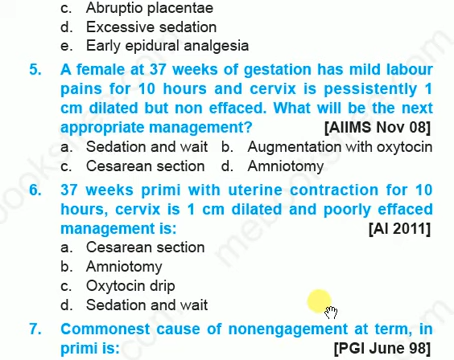 c. Abruptio placentae
d. Excessive sedation
e. Early epidural analgesia
5. A female at 37 weeks of gestation has mild labour
pains for 10 hours and cervix is pessistently 1
cm dilated but non effaced. What will be the next
appropriate management? [AIIMS Nov 08]
a. Sedation and wait b. Augmentation with oxytocin
c. Cesarean section d. Amniotomy
6. 37 weeks primi with uterine contraction for 10
hours, cervix is 1 cm dilated and poorly effaced
management is: [AI 2011]
a. Cesarean section
b. Amniotomy
c. Oxytocin drip
d. Sedation and wait
7. Commonest cause of nonengagement at term, in
primi is: [PGI June 98]